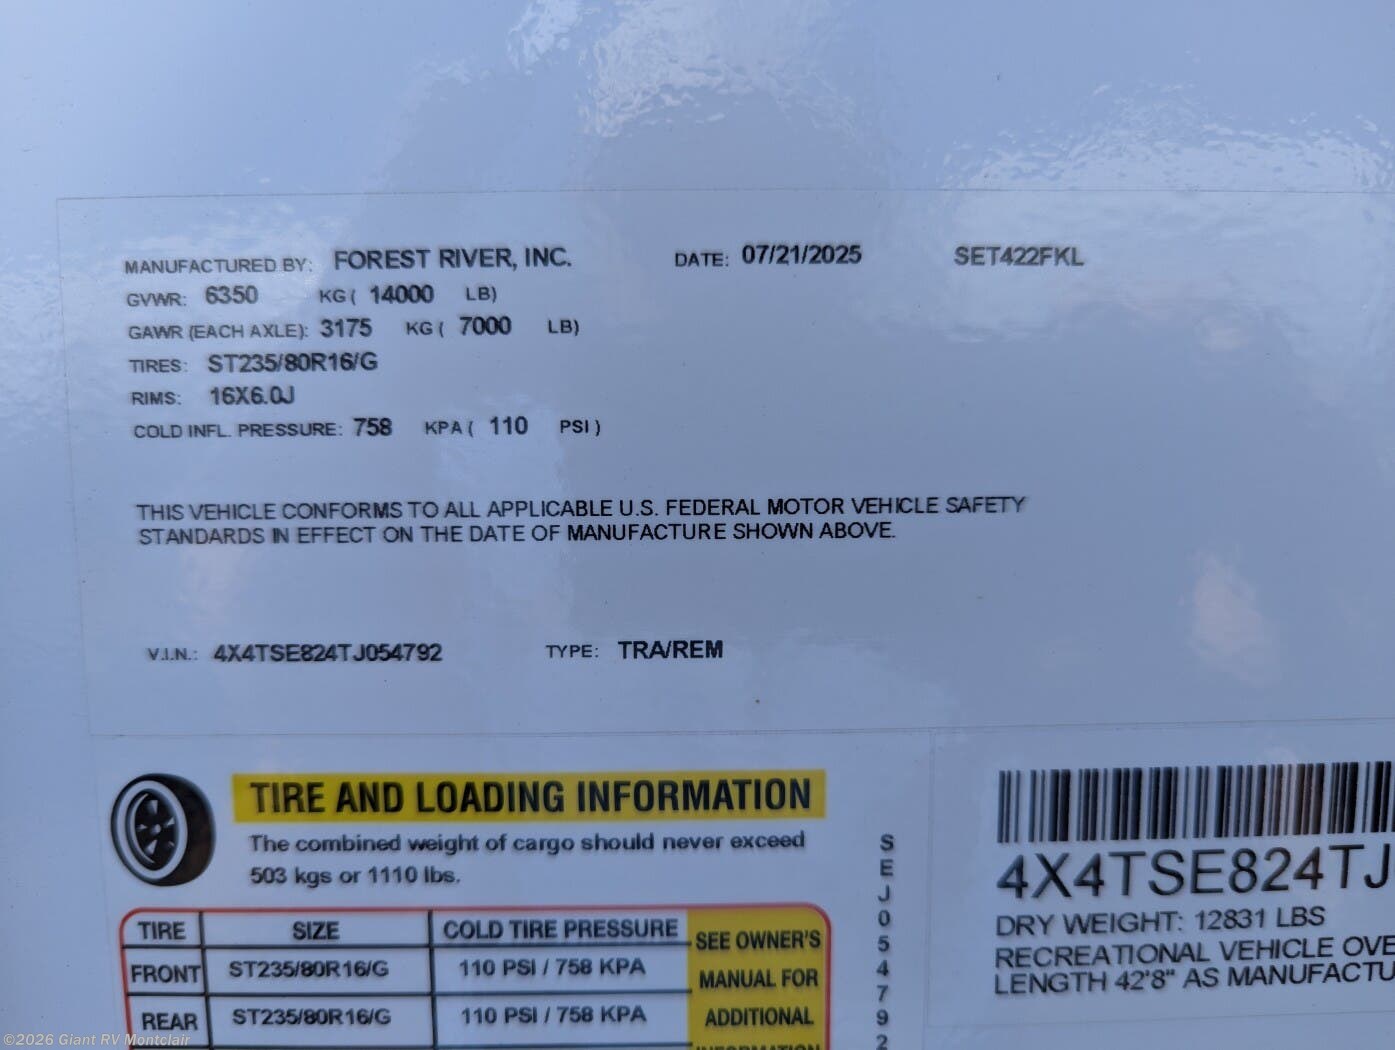 MANUFACTURED BY: FOREST RIVER, INC. DATE: 07/21/2025 SET422FKL
GVWR: 6350 KG ( 14000 LB)
GAWR (EACH AXLE): 3175 KG ( 7000 LB)
TIRES: ST235/80R16/G
RIMS: 16X6.0J
COLD INFL. PRESSURE: 758 KPA ( 110 PSI )
THIS VEHICLE CONFORMS TO ALL APPLICABLE U.S. FEDERAL MOTOR VEHICLE SAFETY
STANDARDS IN EFFECT ON THE DATE OF MANUFACTURE SHOWN ABOVE.
V.I.N.: 4X4TSE824TJ054792 TYPE: TRA/REM
TIRE AND LOADING INFORMATION
The combined weight of cargo should never exceed
503 kgs or 1110 lbs.
TIRE SIZE COLD TIRE PRESSURE
FRONT ST235/80R16/G 110 PSI / 758 KPA
REAR ST235/80R16/G 110 PSI / 758 KPA
SEE OWNER'S
MANUAL FOR
ADDITIONAL
INFORMATION
SEJ054792
4X4TSE824TJ
DRY WEIGHT: 12831 LBS
RECREATIONAL VEHICLE OVE
LENGTH 42'8" AS MANUFACTU
©2026 Giant RV Montclair